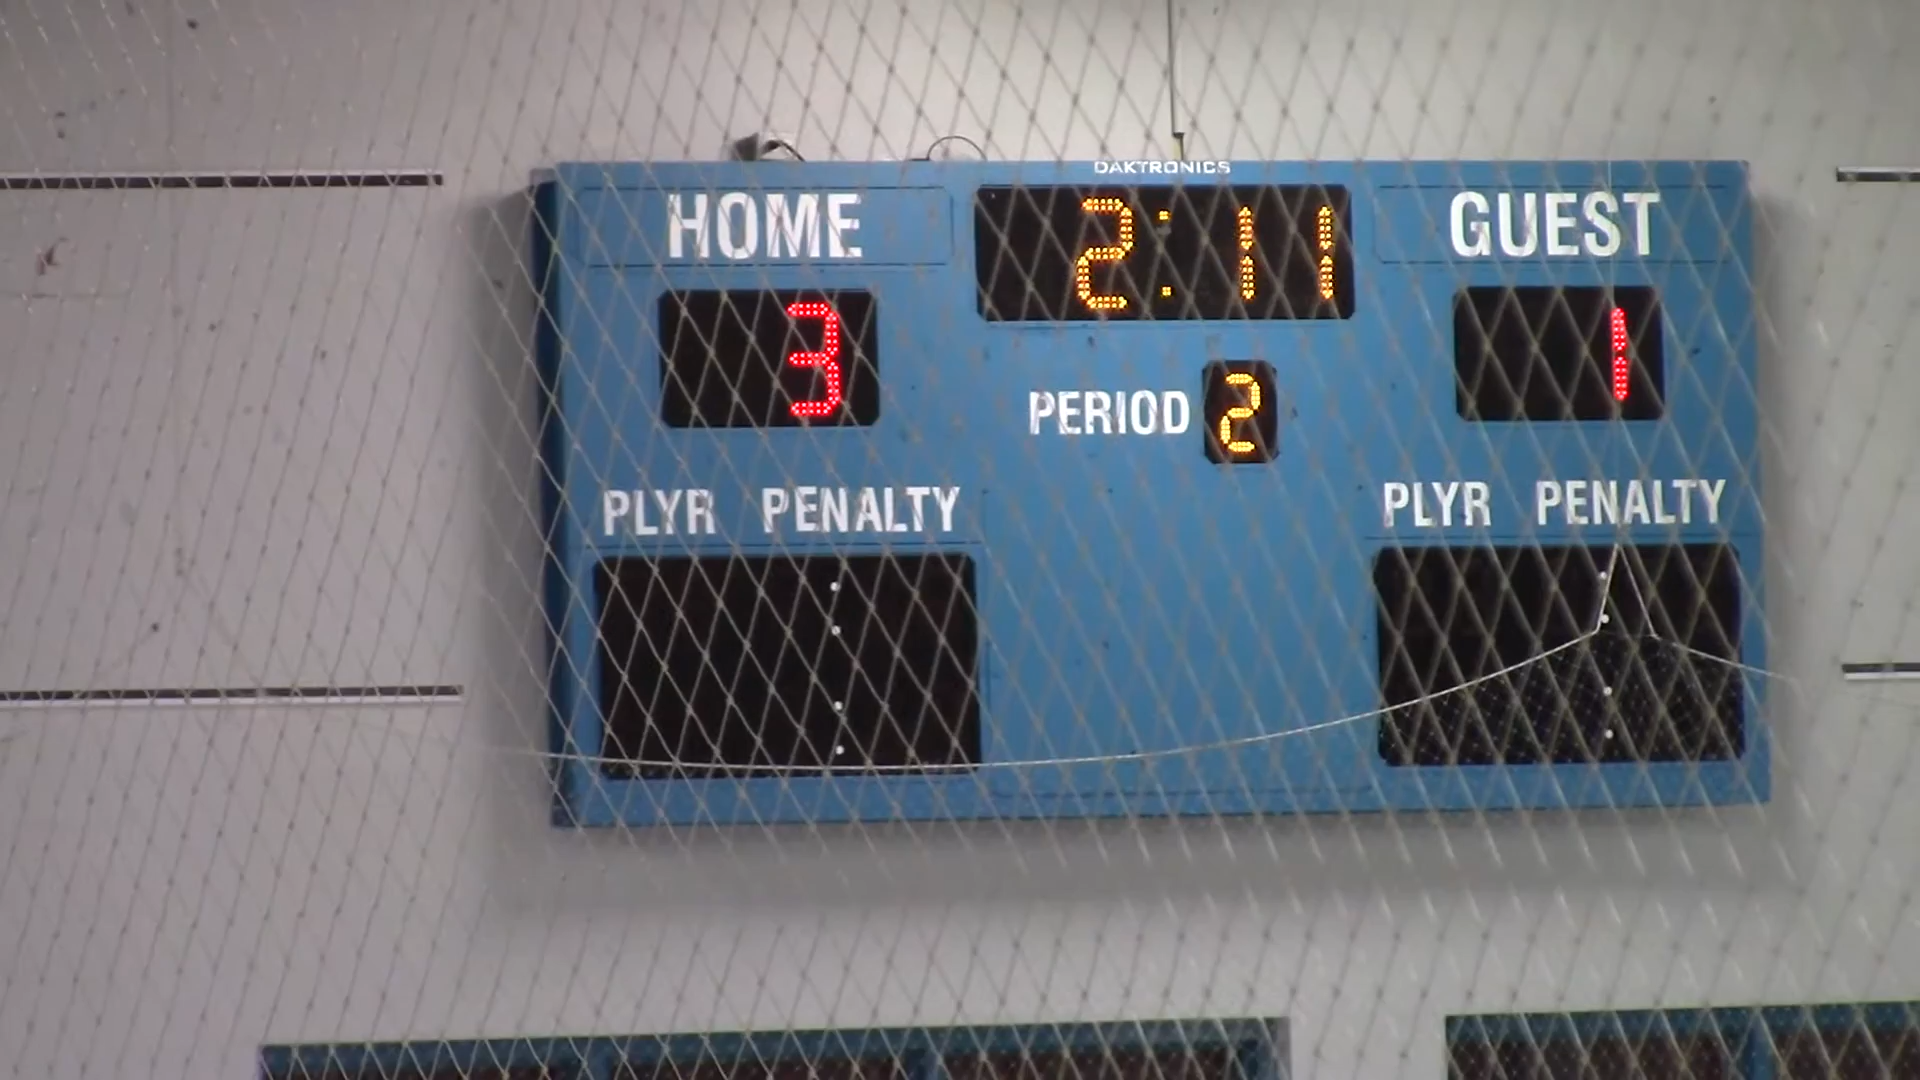 DAKTRONICS
HOME 2:11 GUEST
3 1
PERIOD 2
PLYR PENALTY PLYR PENALTY